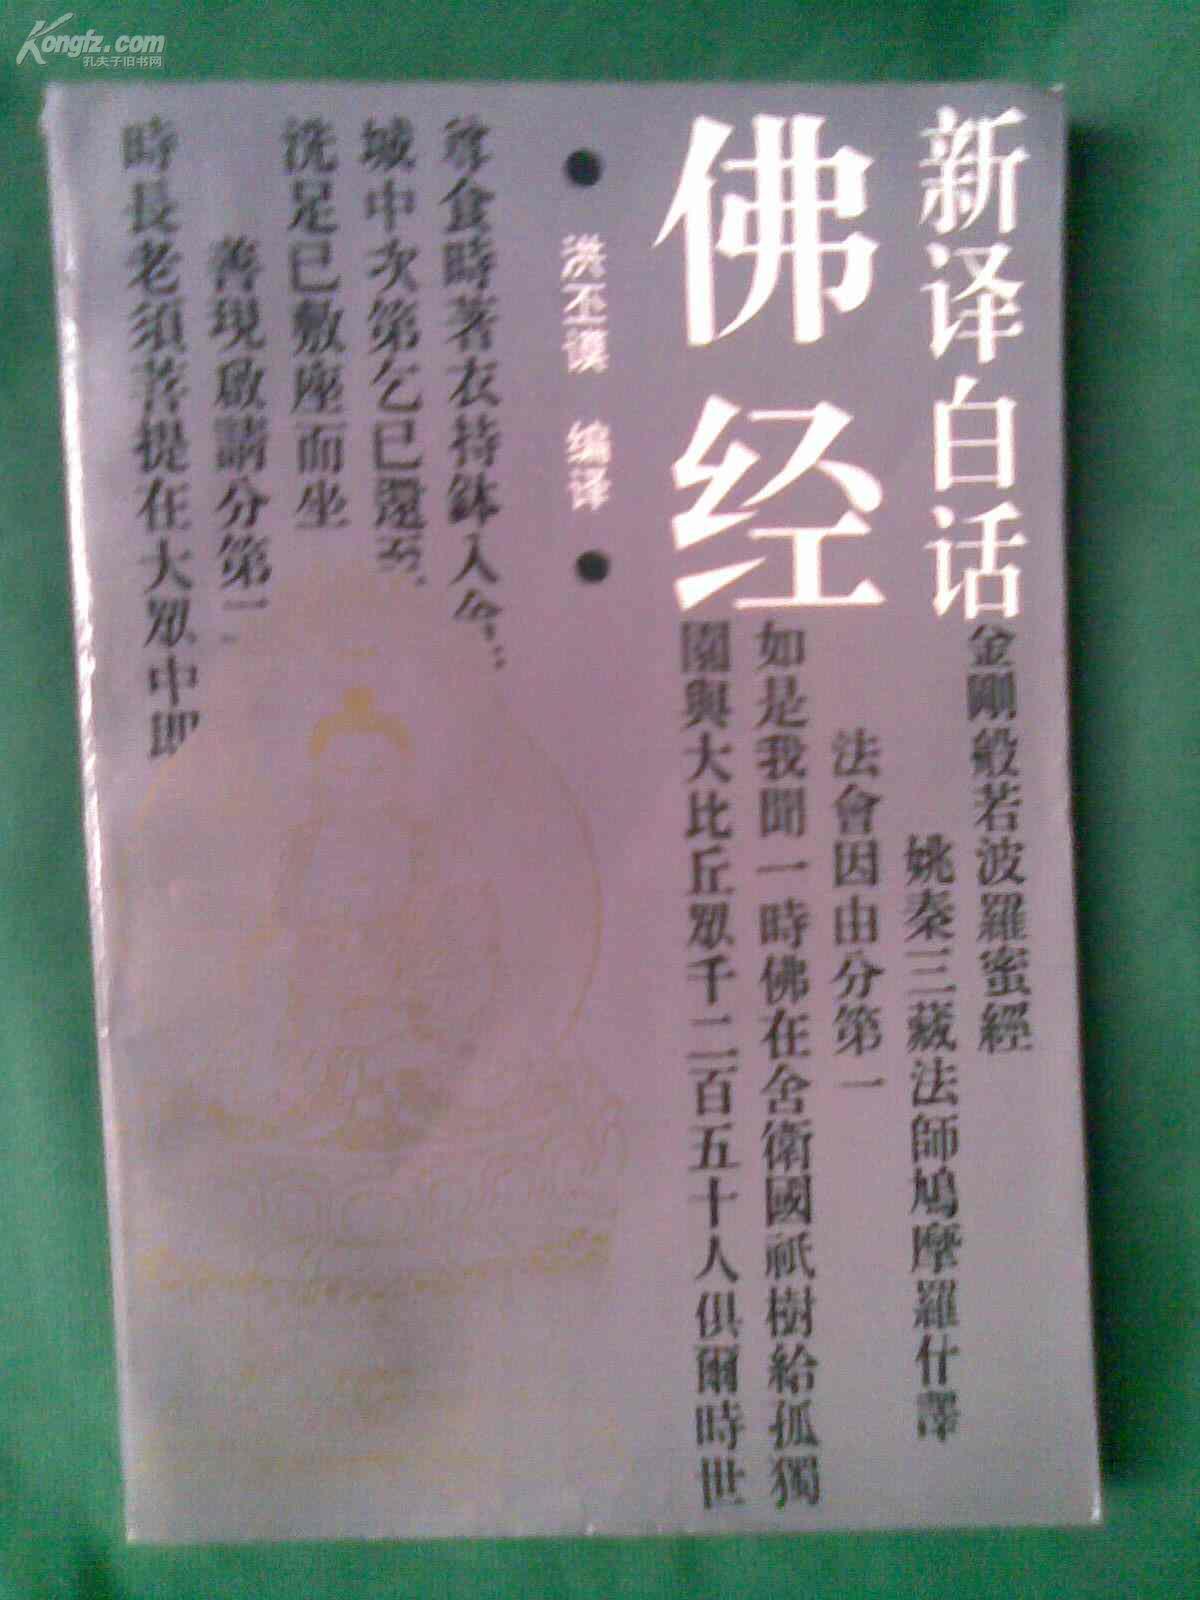 Kongfz.com
孔夫子旧书网
新译白话
佛经
洪丕谟 编译
金剛般若波羅蜜經
姚秦三藏法師鳩摩羅什譯
法會因由分第一
如是我聞一時佛在舍衛國祇樹給孤獨
園與大比丘眾千二百五十人俱爾時世
尊食時著衣持鉢入舍
城中次第乞已還至
洗足已敷座而坐
善現啟請分第二
時長老須菩提在大眾中即